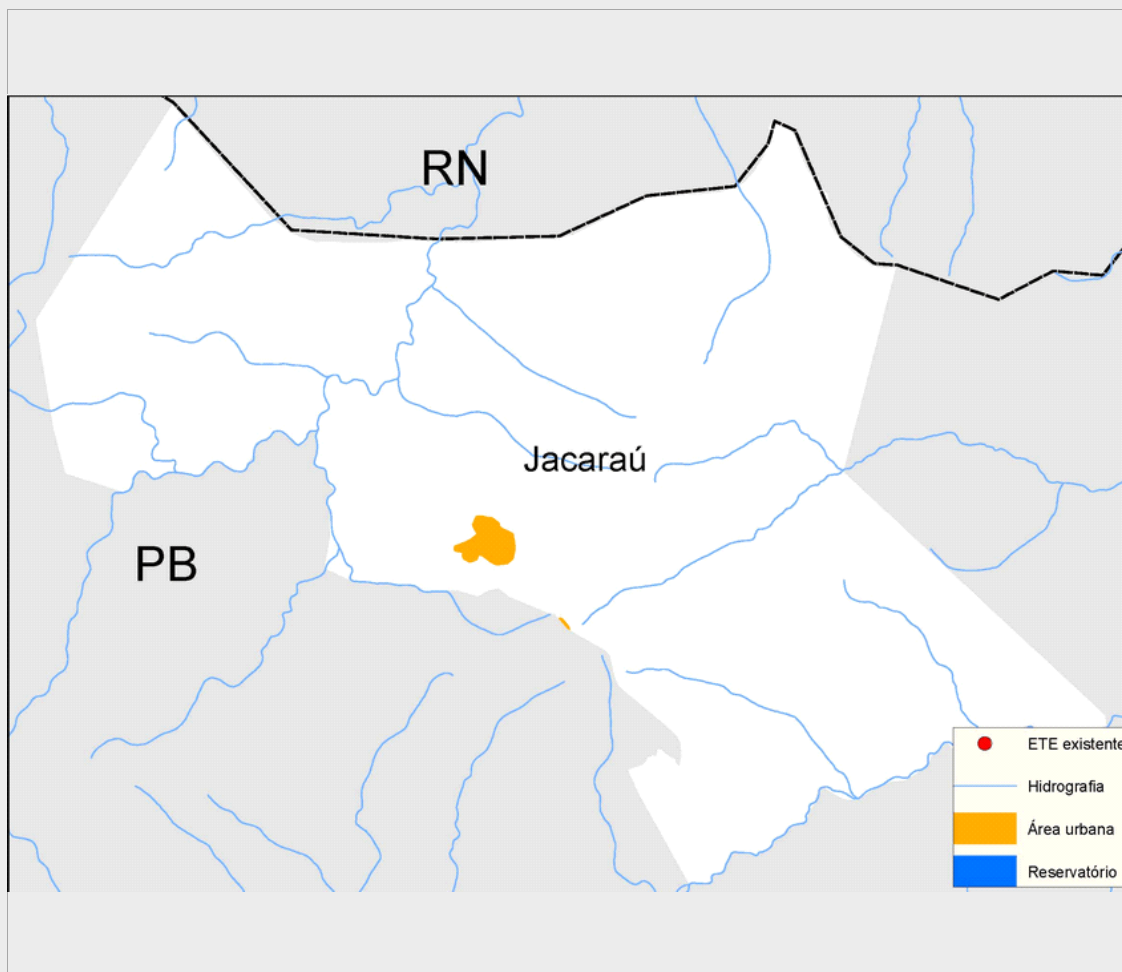 RN
Jacaraú
PB
ETE existente
Hidrografia
Área urbana
Reservatório